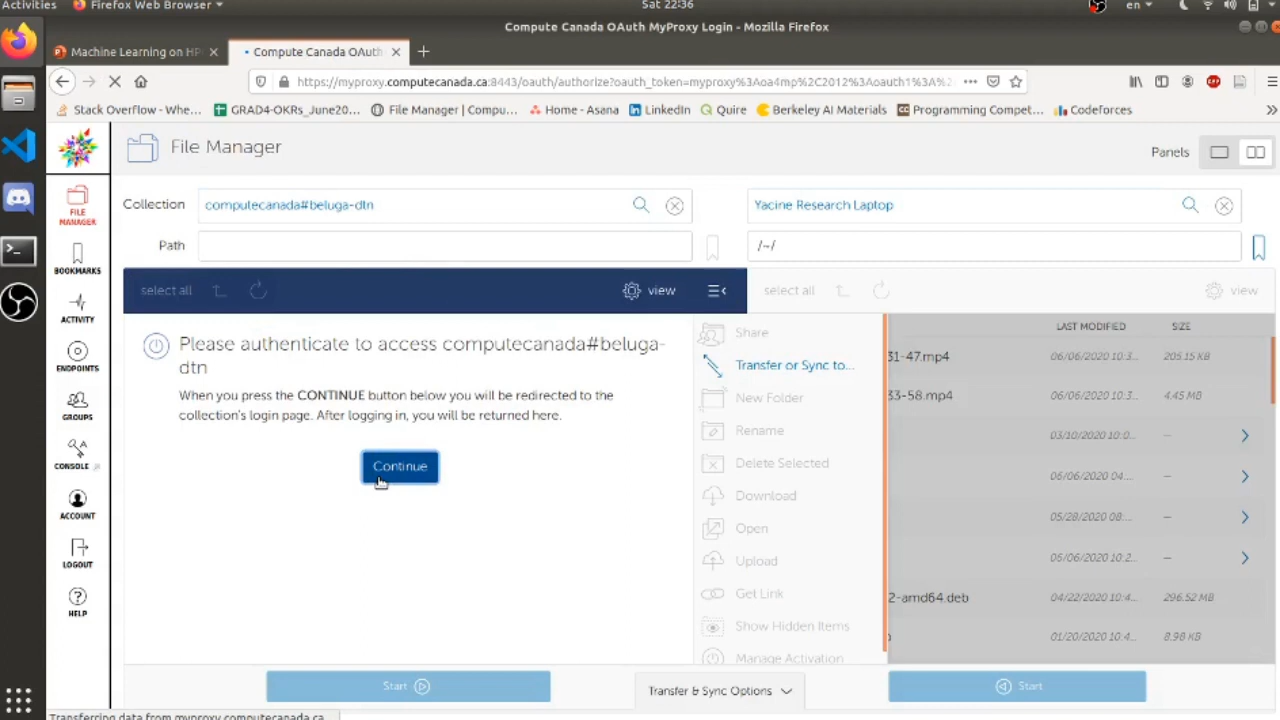 Activities Firefox Web Browser Sat 22:36 en
Compute Canada OAuth MyProxy Login - Mozilla Firefox
Machine Learning on HP Compute Canada OAuth
https://myproxy.computecanada.ca:8443/oauth/authorize?oauth_token=myproxy%3Aoa4mp%2C2012%3Aoauth1%3A%
Stack Overflow - Whe... GRAD4-OKRs_June20... File Manager | Compu... Home - Asana LinkedIn Quire Berkeley AI Materials Programming Compet... Codeforces
File Manager
Panels
FILE MANAGER
BOOKMARKS
ACTIVITY
ENDPOINTS
GROUPS
CONSOLE
ACCOUNT
LOGOUT
HELP
Collection computecanada#beluga-dtn
Path
Yacine Research Laptop
/~/
select all view
select all view
Please authenticate to access computecanada#beluga-
dtn
When you press the CONTINUE button below you will be redirected to the
collection's login page. After logging in, you will be returned here.
Continue
Share
Transfer or Sync to...
New Folder
Rename
Delete Selected
Download
Open
Upload
Get Link
Show Hidden Items
Manage Activation
LAST MODIFIED SIZE
31-47.mp4 06/06/2020 10:3... 205.15 KB
33-58.mp4 06/06/2020 10:3... 4.45 MB
03/10/2020 10:0... —
06/06/2020 04:... —
05/28/2020 08:... —
06/06/2020 10:2... —
2-amd64.deb 04/22/2020 10:4... 296.52 MB
01/20/2020 10:4... 8.98 KB
Start
Transfer & Sync Options
Start
Transferring data from myproxy.computecanada.ca